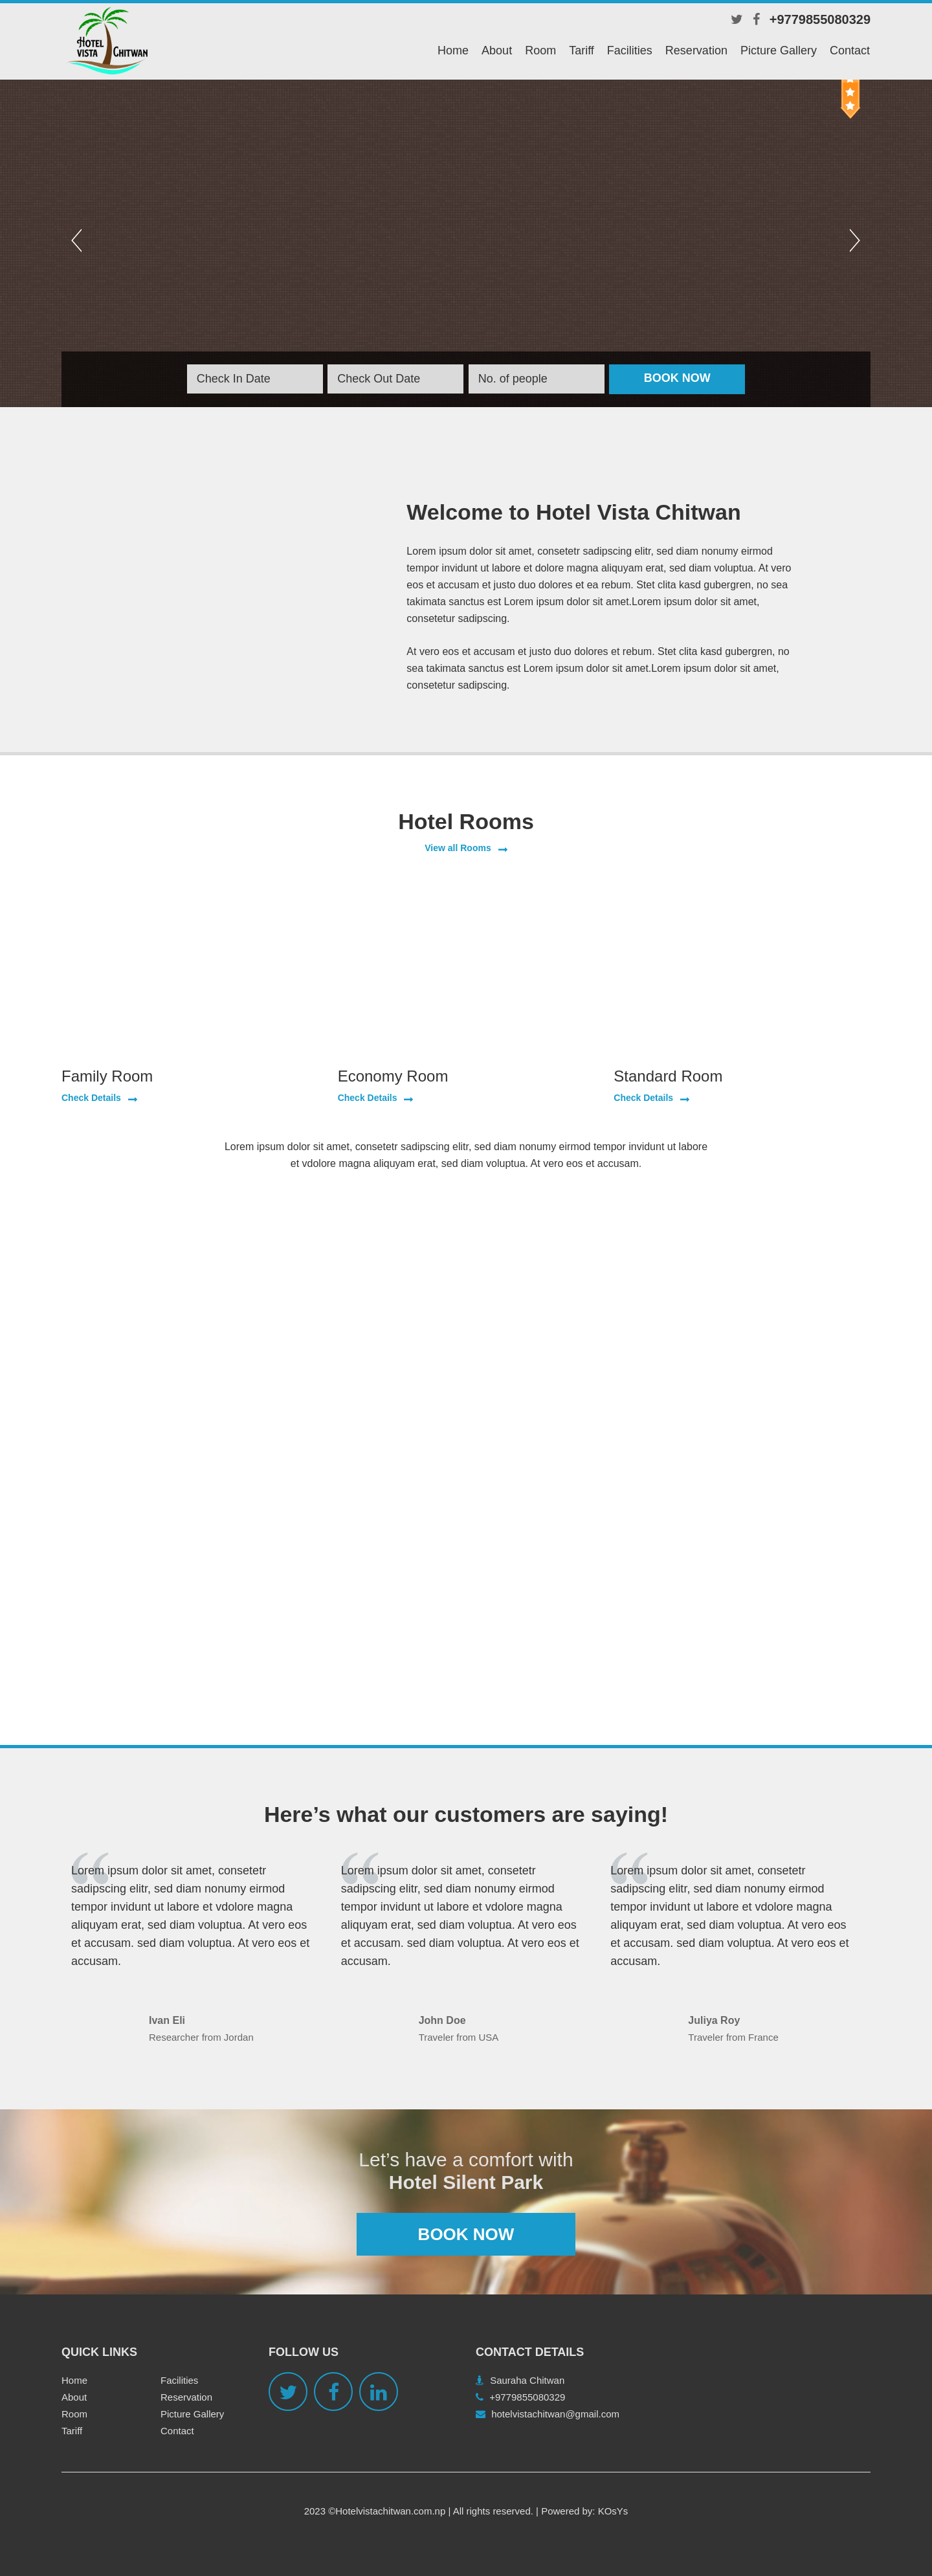 HOTEL
VISTA CHITWAN
+9779855080329
Home About Room Tariff Facilities Reservation Picture Gallery Contact
Check In Date Check Out Date No. of people BOOK NOW
Welcome to Hotel Vista Chitwan
Lorem ipsum dolor sit amet, consetetr sadipscing elitr, sed diam nonumy eirmod
tempor invidunt ut labore et dolore magna aliquyam erat, sed diam voluptua. At vero
eos et accusam et justo duo dolores et ea rebum. Stet clita kasd gubergren, no sea
takimata sanctus est Lorem ipsum dolor sit amet.Lorem ipsum dolor sit amet,
consetetur sadipscing.
At vero eos et accusam et justo duo dolores et rebum. Stet clita kasd gubergren, no
sea takimata sanctus est Lorem ipsum dolor sit amet.Lorem ipsum dolor sit amet,
consetetur sadipscing.
Hotel Rooms
View all Rooms
Family Room
Check Details
Economy Room
Check Details
Standard Room
Check Details
Lorem ipsum dolor sit amet, consetetr sadipscing elitr, sed diam nonumy eirmod tempor invidunt ut labore
et vdolore magna aliquyam erat, sed diam voluptua. At vero eos et accusam.
Here’s what our customers are saying!
Lorem ipsum dolor sit amet, consetetr
sadipscing elitr, sed diam nonumy eirmod
tempor invidunt ut labore et vdolore magna
aliquyam erat, sed diam voluptua. At vero eos
et accusam. sed diam voluptua. At vero eos et
accusam.
Ivan Eli
Researcher from Jordan
Lorem ipsum dolor sit amet, consetetr
sadipscing elitr, sed diam nonumy eirmod
tempor invidunt ut labore et vdolore magna
aliquyam erat, sed diam voluptua. At vero eos
et accusam. sed diam voluptua. At vero eos et
accusam.
John Doe
Traveler from USA
Lorem ipsum dolor sit amet, consetetr
sadipscing elitr, sed diam nonumy eirmod
tempor invidunt ut labore et vdolore magna
aliquyam erat, sed diam voluptua. At vero eos
et accusam. sed diam voluptua. At vero eos et
accusam.
Juliya Roy
Traveler from France
Let’s have a comfort with
Hotel Silent Park
BOOK NOW
QUICK LINKS
Home
About
Room
Tariff
Facilities
Reservation
Picture Gallery
Contact
FOLLOW US
CONTACT DETAILS
Sauraha Chitwan
+9779855080329
hotelvistachitwan@gmail.com
2023 ©Hotelvistachitwan.com.np | All rights reserved. | Powered by: KOsYs